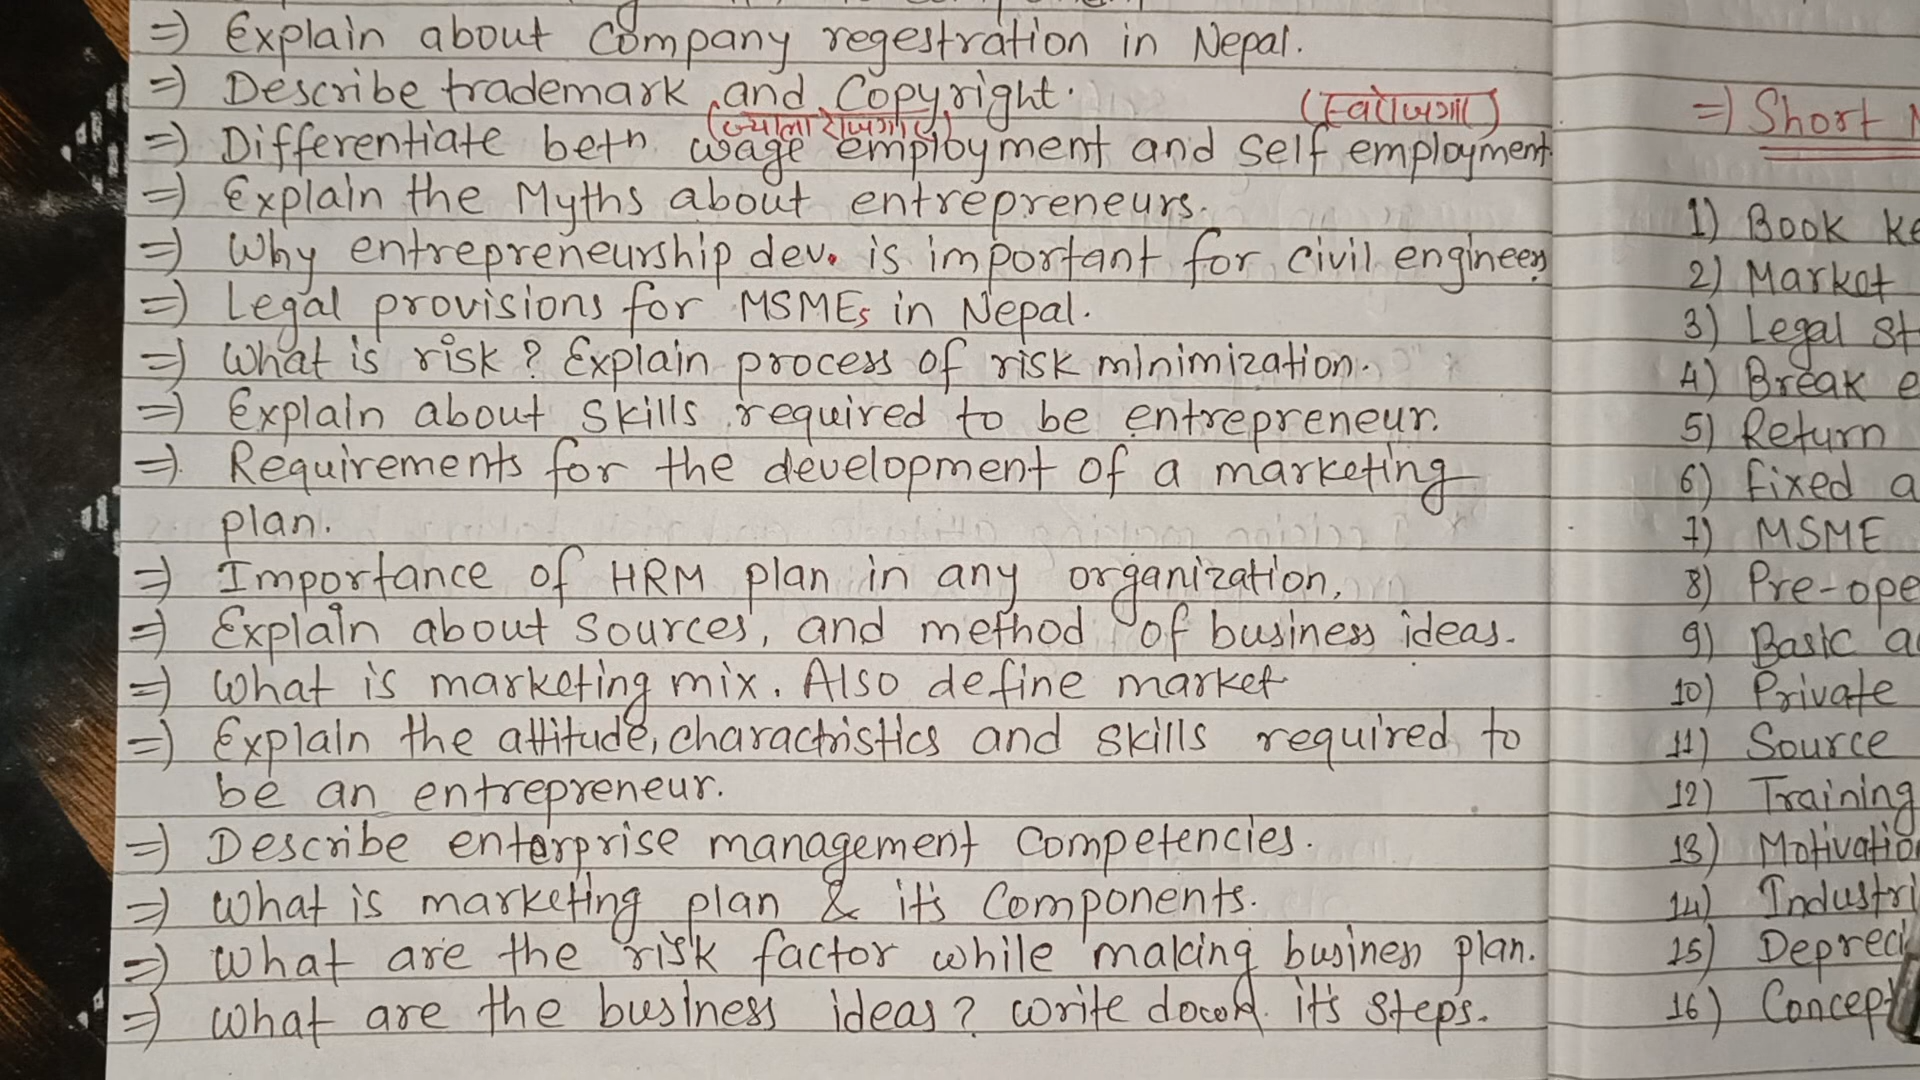 ⇒ Explain about Company regestration in Nepal.
⇒ Describe trademark and Copyright.
(ज्याला रोजगार) (स्वरोजगार)
⇒ Differentiate betn wage employment and self employment
⇒ Explain the Myths about entrepreneurs.
⇒ Why entrepreneurship dev. is important for civil engineers
⇒ Legal provisions for MSMEs in Nepal.
⇒ What is risk? Explain process of risk minimization.
⇒ Explain about skills required to be entrepreneur.
⇒ Requirements for the development of a marketing
plan.
⇒ Importance of HRM plan in any organization.
⇒ Explain about sources, and method of business ideas.
⇒ What is marketing mix. Also define market
⇒ Explain the attitude, charactristics and skills required to
be an entrepreneur.
⇒ Describe enterprise management Competencies.
⇒ What is marketing plan & it's Components.
⇒ What are the risk factor while making business plan.
⇒ What are the business ideas? Write down it's steps.
⇒ Short
1) Book
2) Market
3) Legal
4) Break
5) Return
6) Fixed
7) MSME
8) Pre-ope
9) Basic
10) Private
11) Source
12) Training
13) Motivatio
14) Industri
15) Depreci
16) Concept